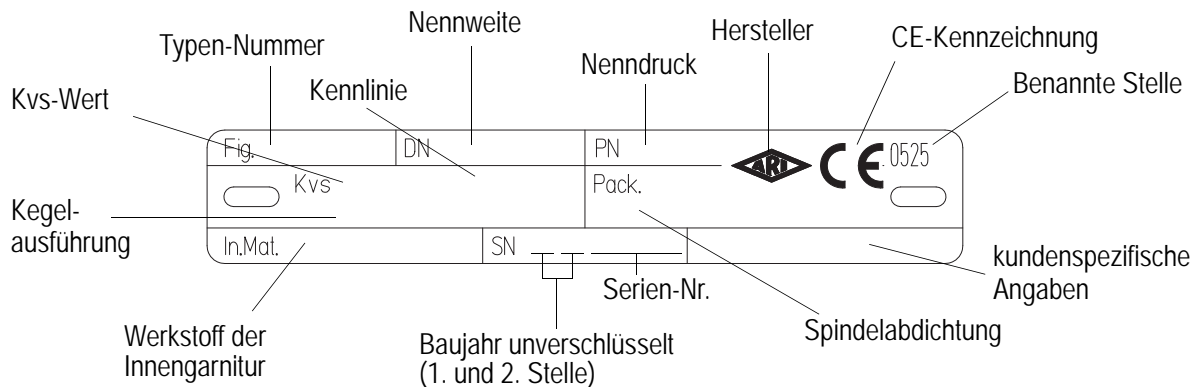 Nennweite
Hersteller
Typen-Nummer
CE-Kennzeichnung
Nenndruck
Benannte Stelle
Kvs-Wert
Kennlinie
Fig. DN PN ARI CE 0525
Kvs Pack.
Kegel-
ausführung
In.Mat. SN
kundenspezifische
Angaben
Serien-Nr.
Werkstoff der
Innengarnitur
Baujahr unverschlüsselt
(1. und 2. Stelle)
Spindelabdichtung